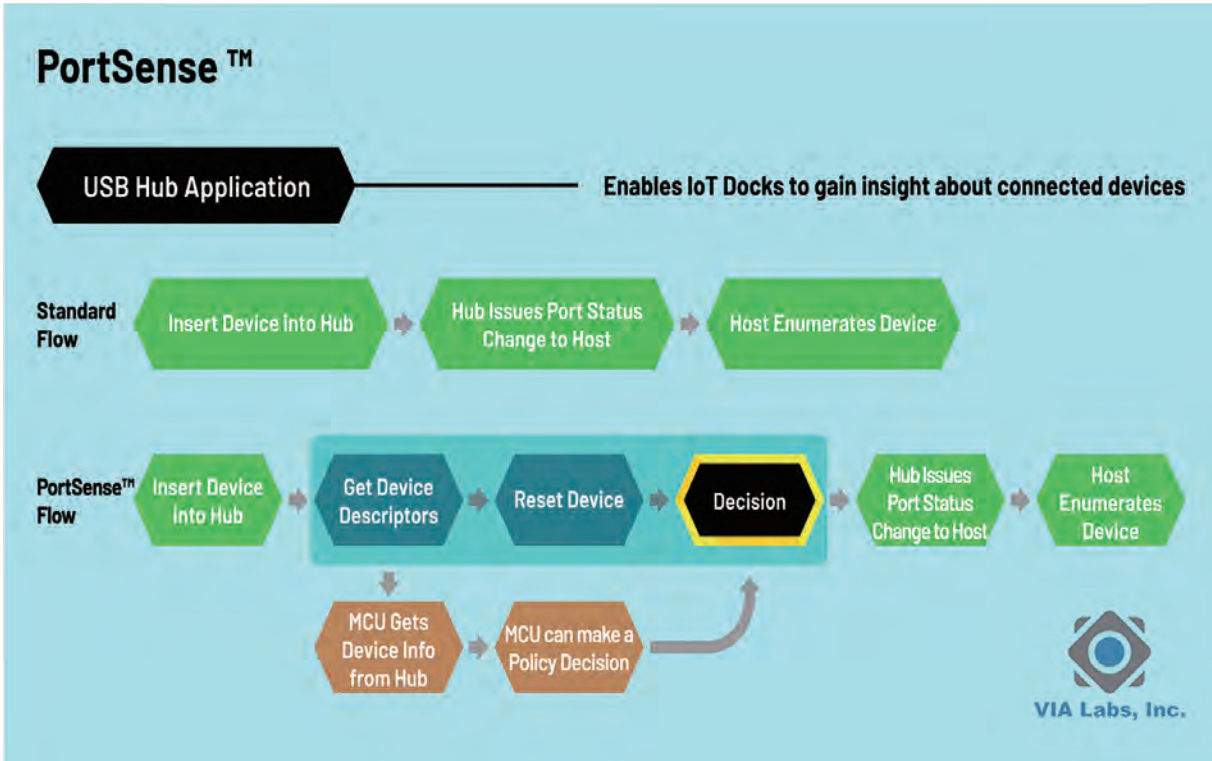 PortSense™
USB Hub Application
Enables IoT Docks to gain insight about connected devices
Standard
Flow
Insert Device into Hub
Hub Issues Port Status
Change to Host
Host Enumerates Device
PortSense™
Flow
Insert Device
into Hub
Get Device
Descriptors
Reset Device
Decision
Hub Issues
Port Status
Change to Host
Host
Enumerates
Device
MCU Gets
Device Info
from Hub
MCU can make a
Policy Decision
VIA Labs, Inc.